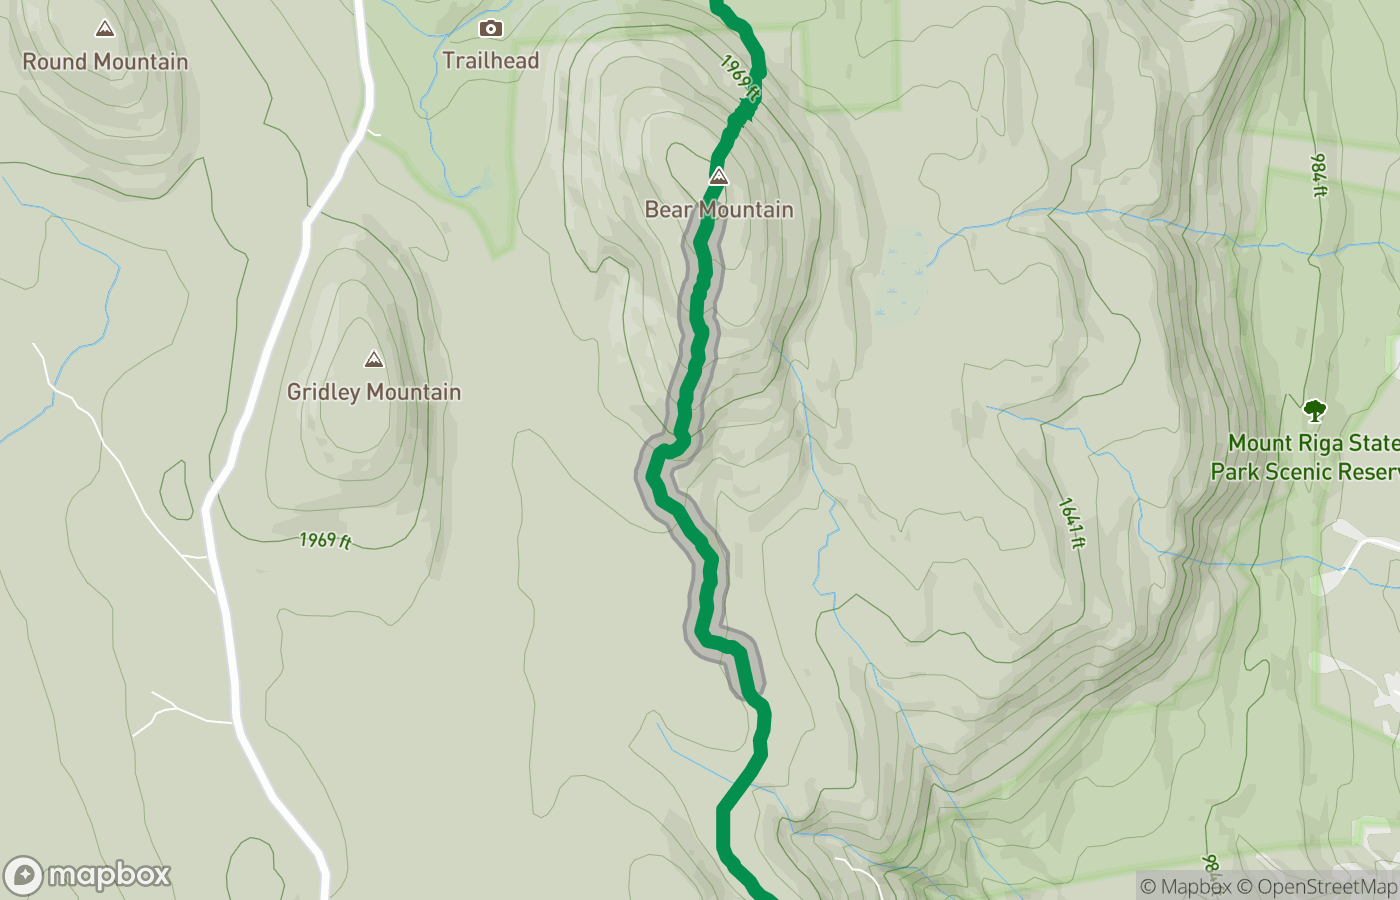 Round Mountain
Trailhead
1969 ft
984 ft
Bear Mountain
Gridley Mountain
Mount Riga State
Park Scenic
1969 ft
1641 ft
mapbox
© Mapbox © OpenStreetMap